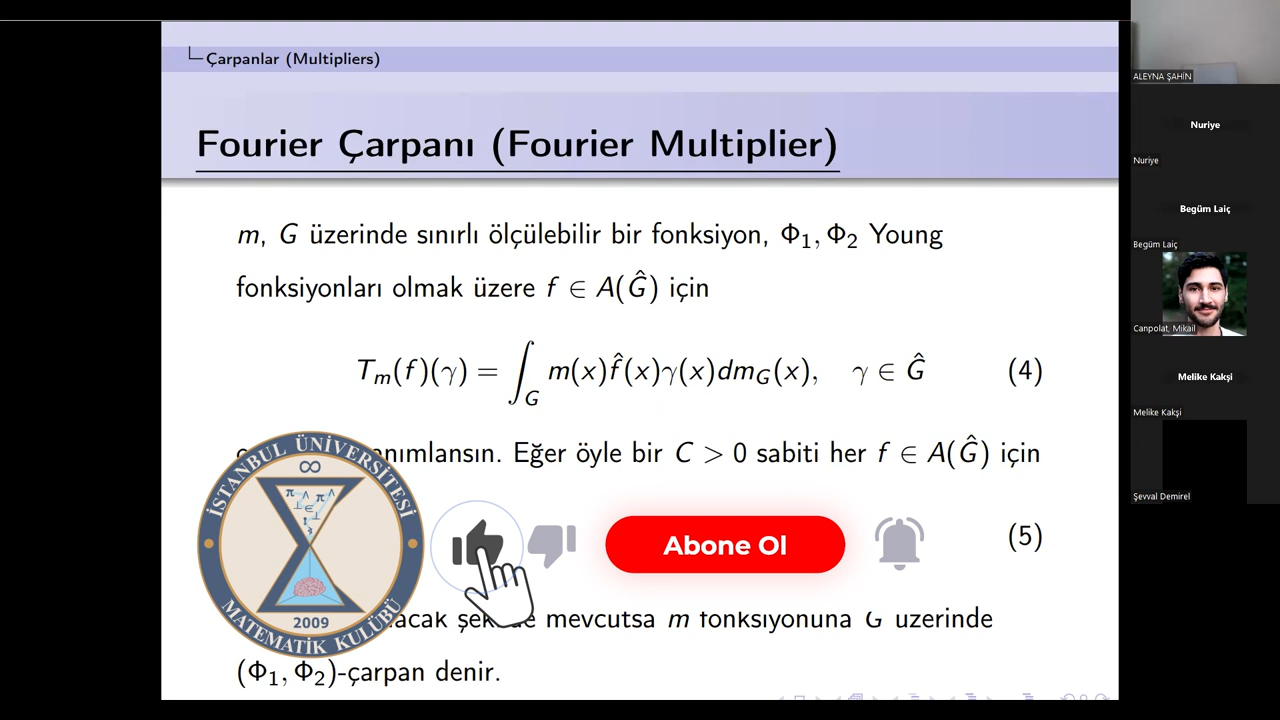 Çarpanlar (Multipliers)
Fourier Çarpanı (Fourier Multiplier)
m, G üzerinde sınırlı ölçülebilir bir fonksiyon, Φ₁, Φ₂ Young
fonksiyonları olmak üzere f ∈ A(Ĝ) için
Tₘ(f)(γ) = ∫_G m(x)f̂(x)γ(x)dm_G(x), γ ∈ Ĝ (4)
Eğer öyle bir C > 0 sabiti her f ∈ A(Ĝ) için
(5)
mevcutsa m fonksiyonuna G üzerinde
(Φ₁, Φ₂)-çarpan denir.
İSTANBUL ÜNİVERSİTESİ
MATEMATİK KULÜBÜ
2009
Abone Ol
ALEYNA ŞAHİN
Nuriye
Nuriye
Begüm Laiç
Begüm Laiç
Canpolat, Mikail
Melike Kakşi
Melike Kakşi
Şevval Demirel